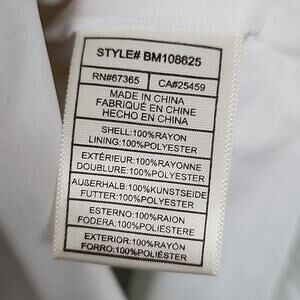 STYLE# BM108625
RN#67365 CA#25459
MADE IN CHINA
FABRIQUÉ EN CHINE
HECHO EN CHINA
SHELL:100%RAYON
LINING:100%POLYESTER
EXTÉRIEUR:100%RAYONNE
DOUBLURE:100%POLYESTER
AUßERHALB:100%KUNSTSEIDE
FUTTER:100%POLYESTER
ESTERNO:100%RAION
FODERA:100%POLIESTERE
EXTERIOR:100%RAYÓN
FORRO:100%POLIÉSTER